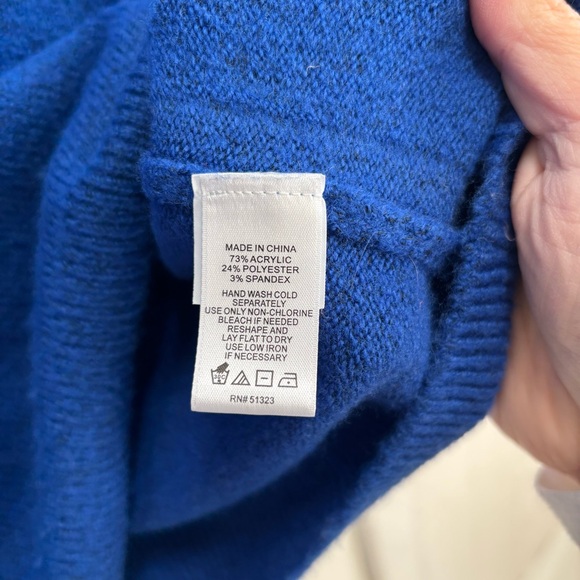 MADE IN CHINA
73% ACRYLIC
24% POLYESTER
3% SPANDEX
HAND WASH COLD
SEPARATELY
USE ONLY NON-CHLORINE
BLEACH IF NEEDED
RESHAPE AND
LAY FLAT TO DRY
USE LOW IRON
IF NECESSARY
RN# 51323